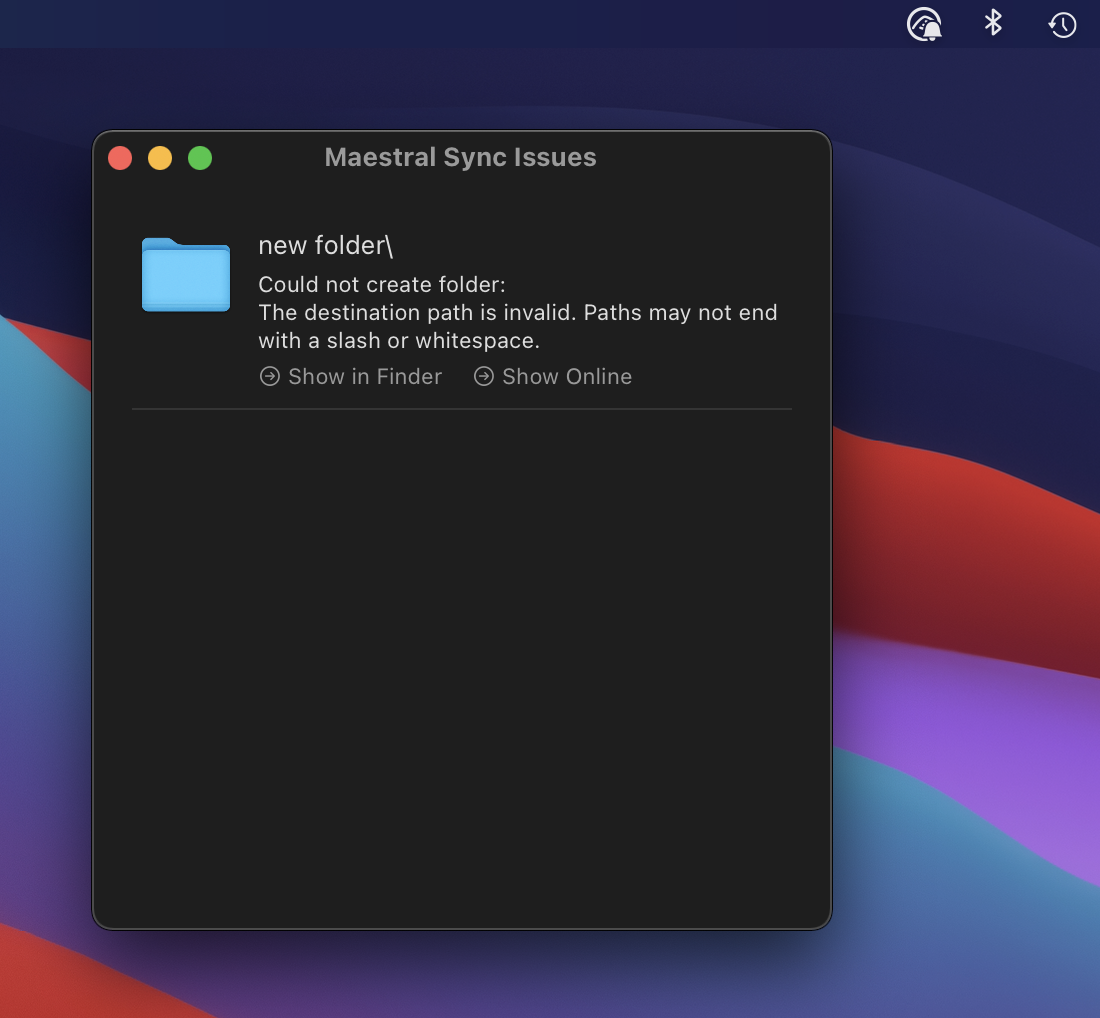 Maestral Sync Issues
new folder\
Could not create folder:
The destination path is invalid. Paths may not end
with a slash or whitespace.
Show in Finder Show Online